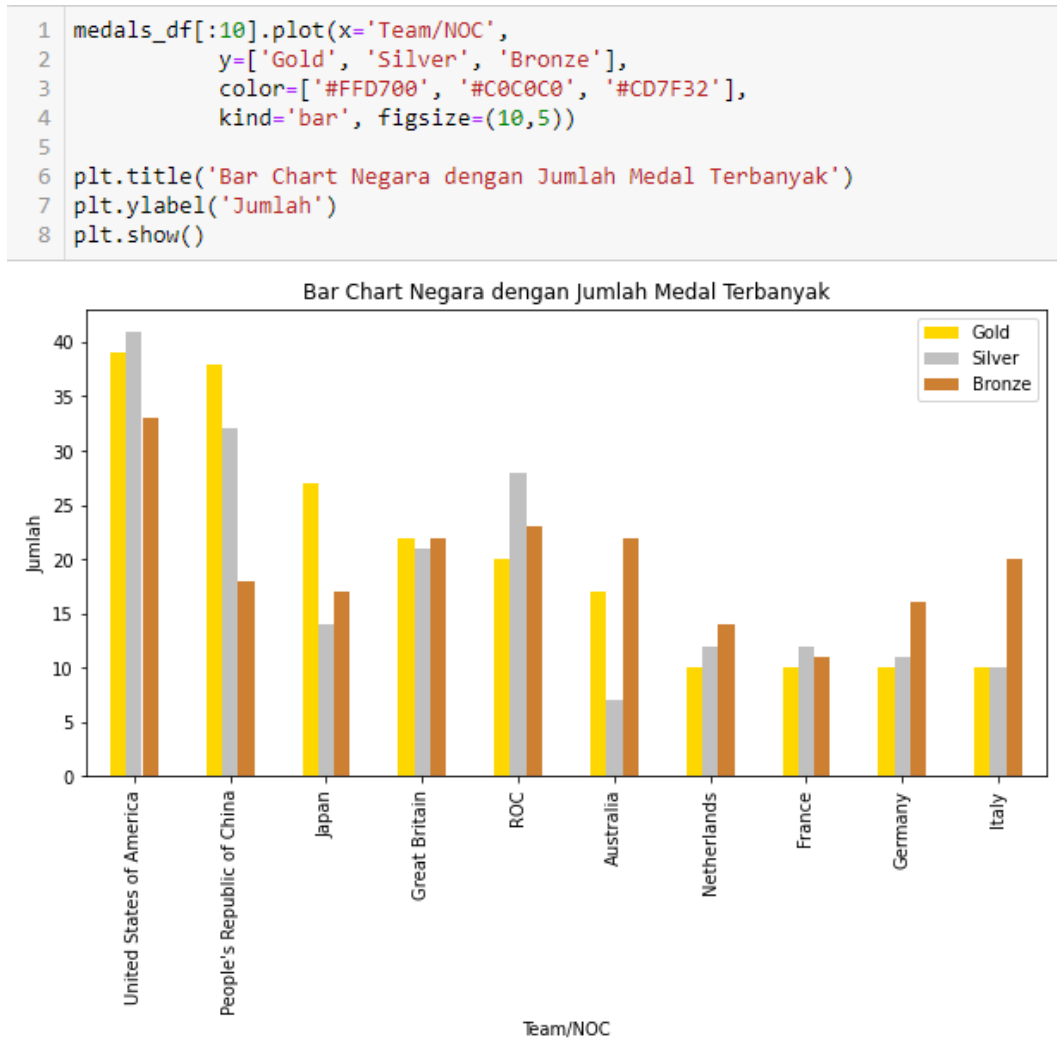 1 medals_df[:10].plot(x='Team/NOC',
2 y=['Gold', 'Silver', 'Bronze'],
3 color=['#FFD700', '#C0C0C0', '#CD7F32'],
4 kind='bar', figsize=(10,5))
5
6 plt.title('Bar Chart Negara dengan Jumlah Medal Terbanyak')
7 plt.ylabel('Jumlah')
8 plt.show()
Bar Chart Negara dengan Jumlah Medal Terbanyak
Gold
Silver
Bronze
Jumlah
40
35
30
25
20
15
10
5
0
United States of America
People's Republic of China
Japan
Great Britain
ROC
Australia
Netherlands
France
Germany
Italy
Team/NOC